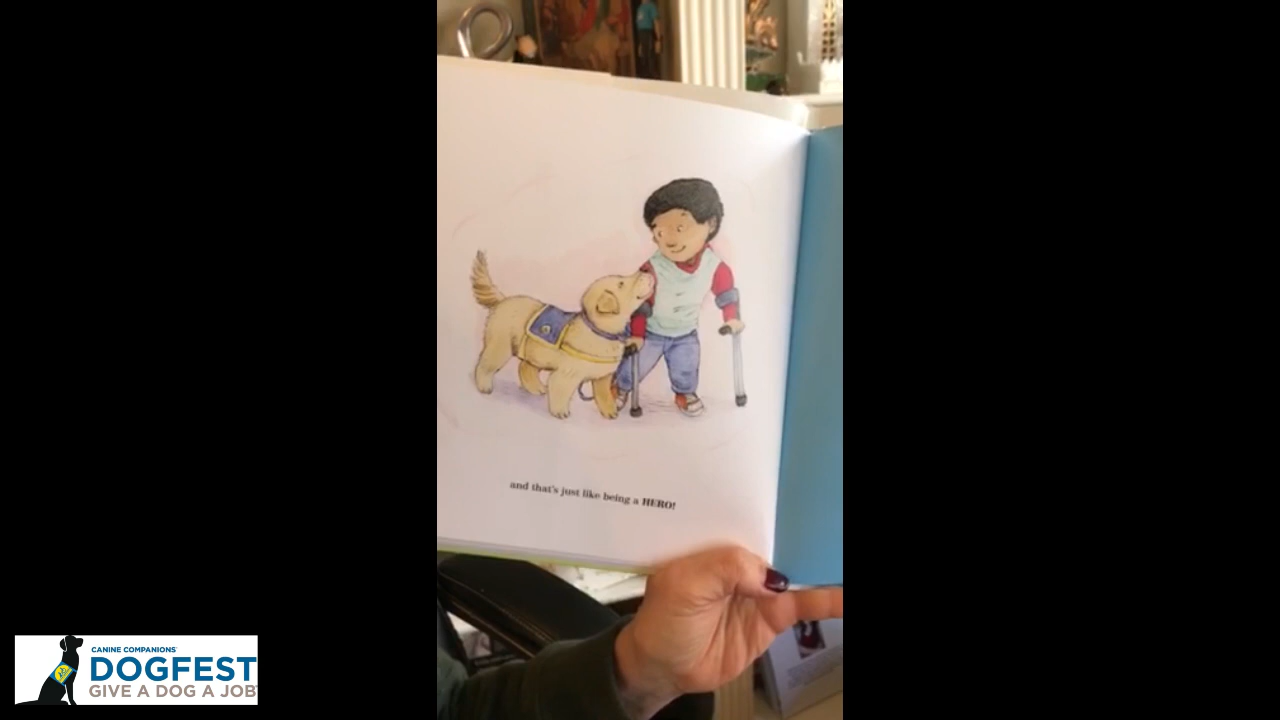 and that's just like being a HERO!
CANINE COMPANIONS®
DOGFEST
GIVE A DOG A JOB